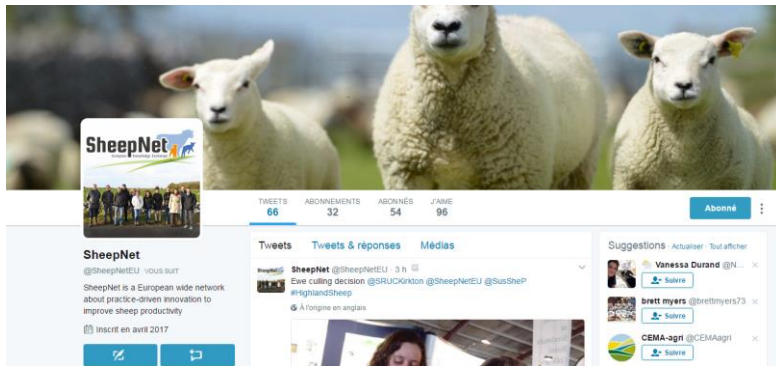 SheepNet
TWEETS
66
ABONNEMENTS
32
ABONNÉS
54
J'AIME
96
Abonné
SheepNet
@SheepNetEU VOUS SUIT
SheepNet is a European wide network
about practice-driven innovation to
improve sheep productivity
Inscrit en avril 2017
Tweets Tweets & réponses Médias
SheepNet @SheepNetEU · 3 h
Ewe culling decision @SRUCKirkton @SheepNetEU @SusSheP
#HighlandSheep
À l'origine en anglais
Suggestions · Actualiser · Tout afficher
Vanessa Durand @N...
Suivre
brett myers @brettmyers73
Suivre
CEMA-agri @CEMAagri
Suivre